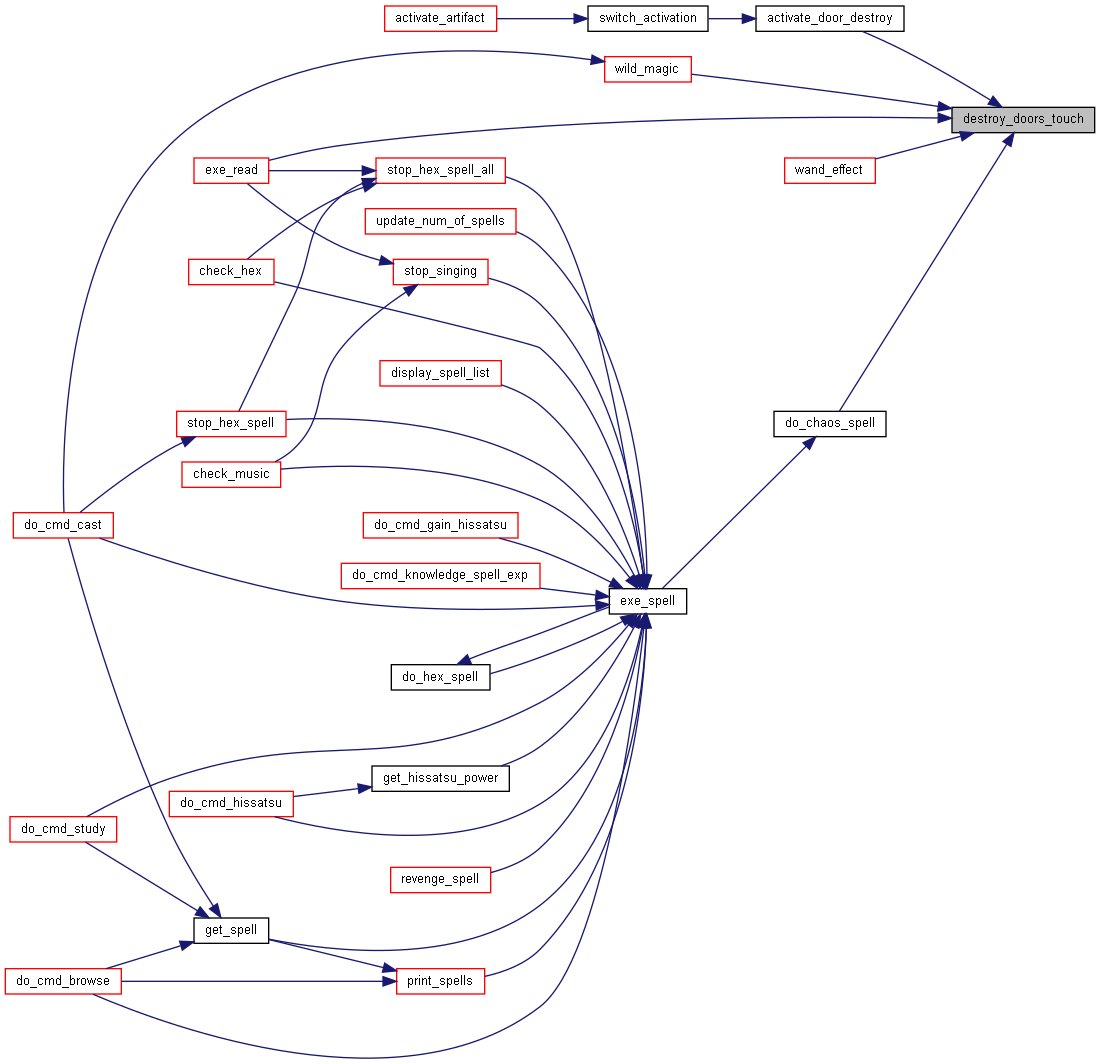 activate_artifact
switch_activation
activate_door_destroy
wild_magic
destroy_doors_touch
exe_read
stop_hex_spell_all
wand_effect
update_num_of_spells
check_hex
stop_singing
display_spell_list
stop_hex_spell
do_chaos_spell
check_music
do_cmd_cast
do_cmd_gain_hissatsu
do_cmd_knowledge_spell_exp
exe_spell
do_hex_spell
get_hissatsu_power
do_cmd_hissatsu
do_cmd_study
revenge_spell
get_spell
do_cmd_browse
print_spells